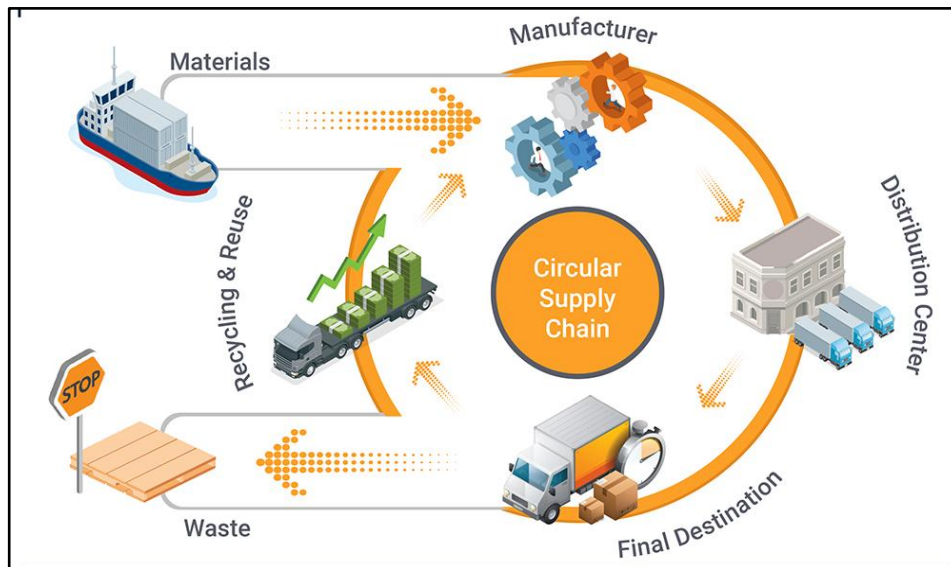 Materials
Manufacturer
Distribution Center
Recycling & Reuse
Circular
Supply
Chain
STOP
Waste
Final Destination